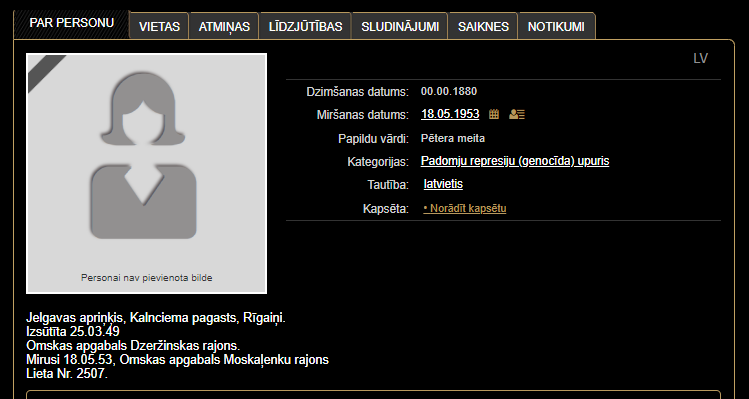 PAR PERSONU VIETAS ATMIŅAS LĪDZJŪTĪBAS SLUDINĀJUMI SAIKNES NOTIKUMI
LV
Dzimšanas datums: 00.00.1880
Miršanas datums: 18.05.1953
Papildu vārdi: Pētera meita
Kategorijas: Padomju represiju (genocīda) upuris
Tautība: latvietis
Kapsēta: • Norādīt kapsētu
Personai nav pievienota bilde
Jelgavas apriņķis, Kalnciema pagasts, Rīgaiņi.
Izsūtīta 25.03.49
Omskas apgabals Dzeržinskas rajons.
Mirusi 18.05.53, Omskas apgabals Moskaļenku rajons
Lieta Nr. 2507.